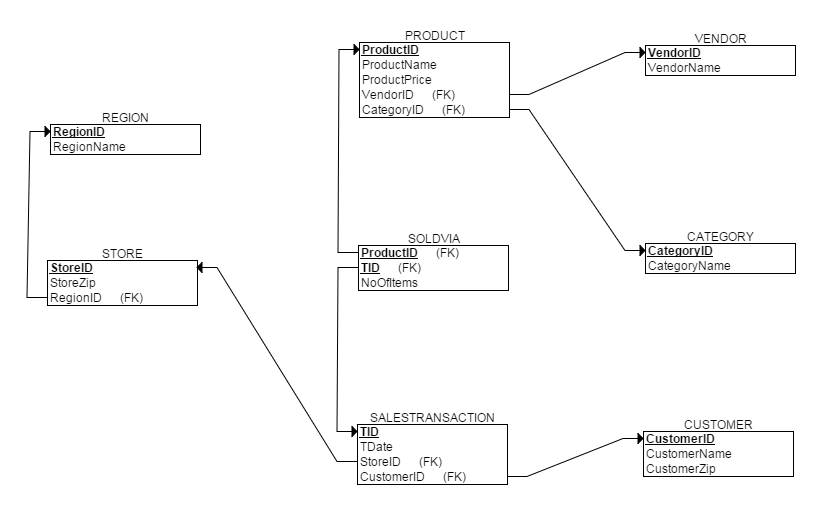 PRODUCT
ProductID
ProductName
ProductPrice
VendorID (FK)
CategoryID (FK)
VENDOR
VendorID
VendorName
REGION
RegionID
RegionName
STORE
StoreID
StoreZip
RegionID (FK)
SOLDVIA
ProductID (FK)
TID (FK)
NoOfItems
CATEGORY
CategoryID
CategoryName
SALESTRANSACTION
TID
TDate
StoreID (FK)
CustomerID (FK)
CUSTOMER
CustomerID
CustomerName
CustomerZip